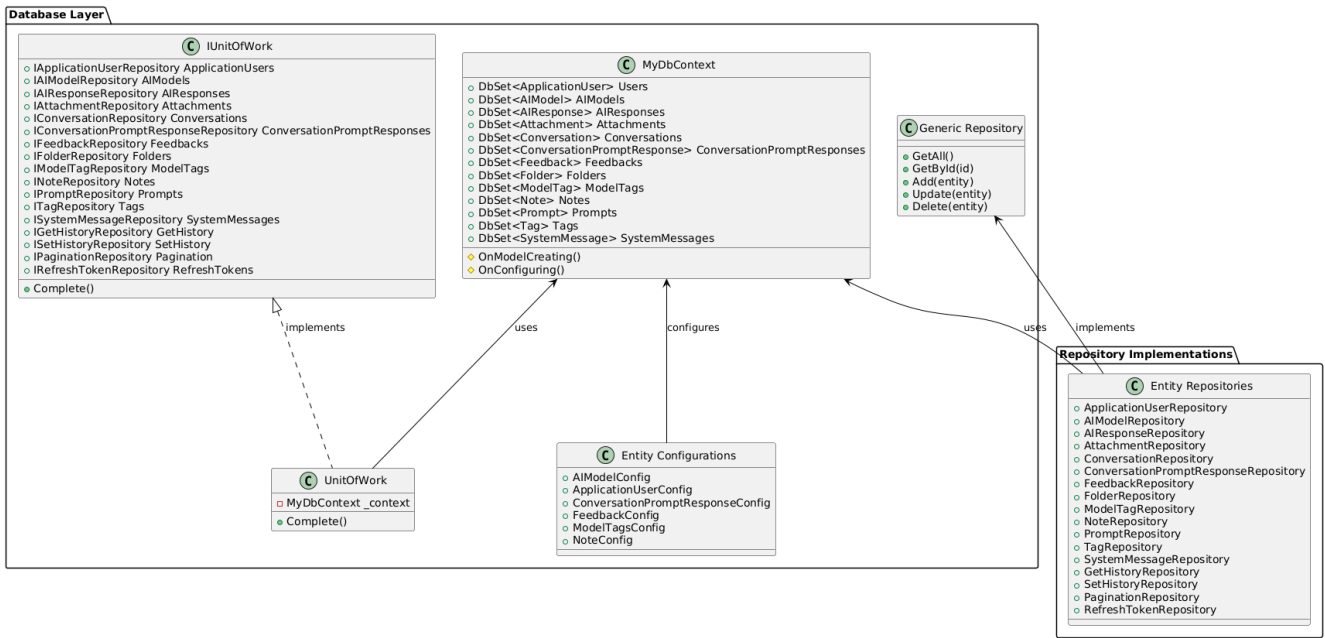 Database Layer
C IUnitOfWork
IApplicationUserRepository ApplicationUsers
IAIModelRepository AIModels
IAIResponseRepository AIResponses
IAttachmentRepository Attachments
IConversationRepository Conversations
IConversationPromptResponseRepository ConversationPromptResponses
IFeedbackRepository Feedbacks
IFolderRepository Folders
IModelTagRepository ModelTags
INoteRepository Notes
IPromptRepository Prompts
ITagRepository Tags
ISystemMessageRepository SystemMessages
IGetHistoryRepository GetHistory
ISetHistoryRepository SetHistory
IPaginationRepository Pagination
IRefreshTokenRepository RefreshTokens
Complete()
C MyDbContext
DbSet<ApplicationUser> Users
DbSet<AIModel> AIModels
DbSet<AIResponse> AIResponses
DbSet<Attachment> Attachments
DbSet<Conversation> Conversations
DbSet<ConversationPromptResponse> ConversationPromptResponses
DbSet<Feedback> Feedbacks
DbSet<Folder> Folders
DbSet<ModelTag> ModelTags
DbSet<Note> Notes
DbSet<Prompt> Prompts
DbSet<Tag> Tags
DbSet<SystemMessage> SystemMessages
OnModelCreating()
OnConfiguring()
C Generic Repository
GetAll()
GetById(id)
Add(entity)
Update(entity)
Delete(entity)
implements
uses
configures
uses
implements
C UnitOfWork
MyDbContext _context
Complete()
C Entity Configurations
AIModelConfig
ApplicationUserConfig
ConversationPromptResponseConfig
FeedbackConfig
ModelTagsConfig
NoteConfig
Repository Implementations
C Entity Repositories
ApplicationUserRepository
AIModelRepository
AIResponseRepository
AttachmentRepository
ConversationRepository
ConversationPromptResponseRepository
FeedbackRepository
FolderRepository
ModelTagRepository
NoteRepository
PromptRepository
TagRepository
SystemMessageRepository
GetHistoryRepository
SetHistoryRepository
PaginationRepository
RefreshTokenRepository